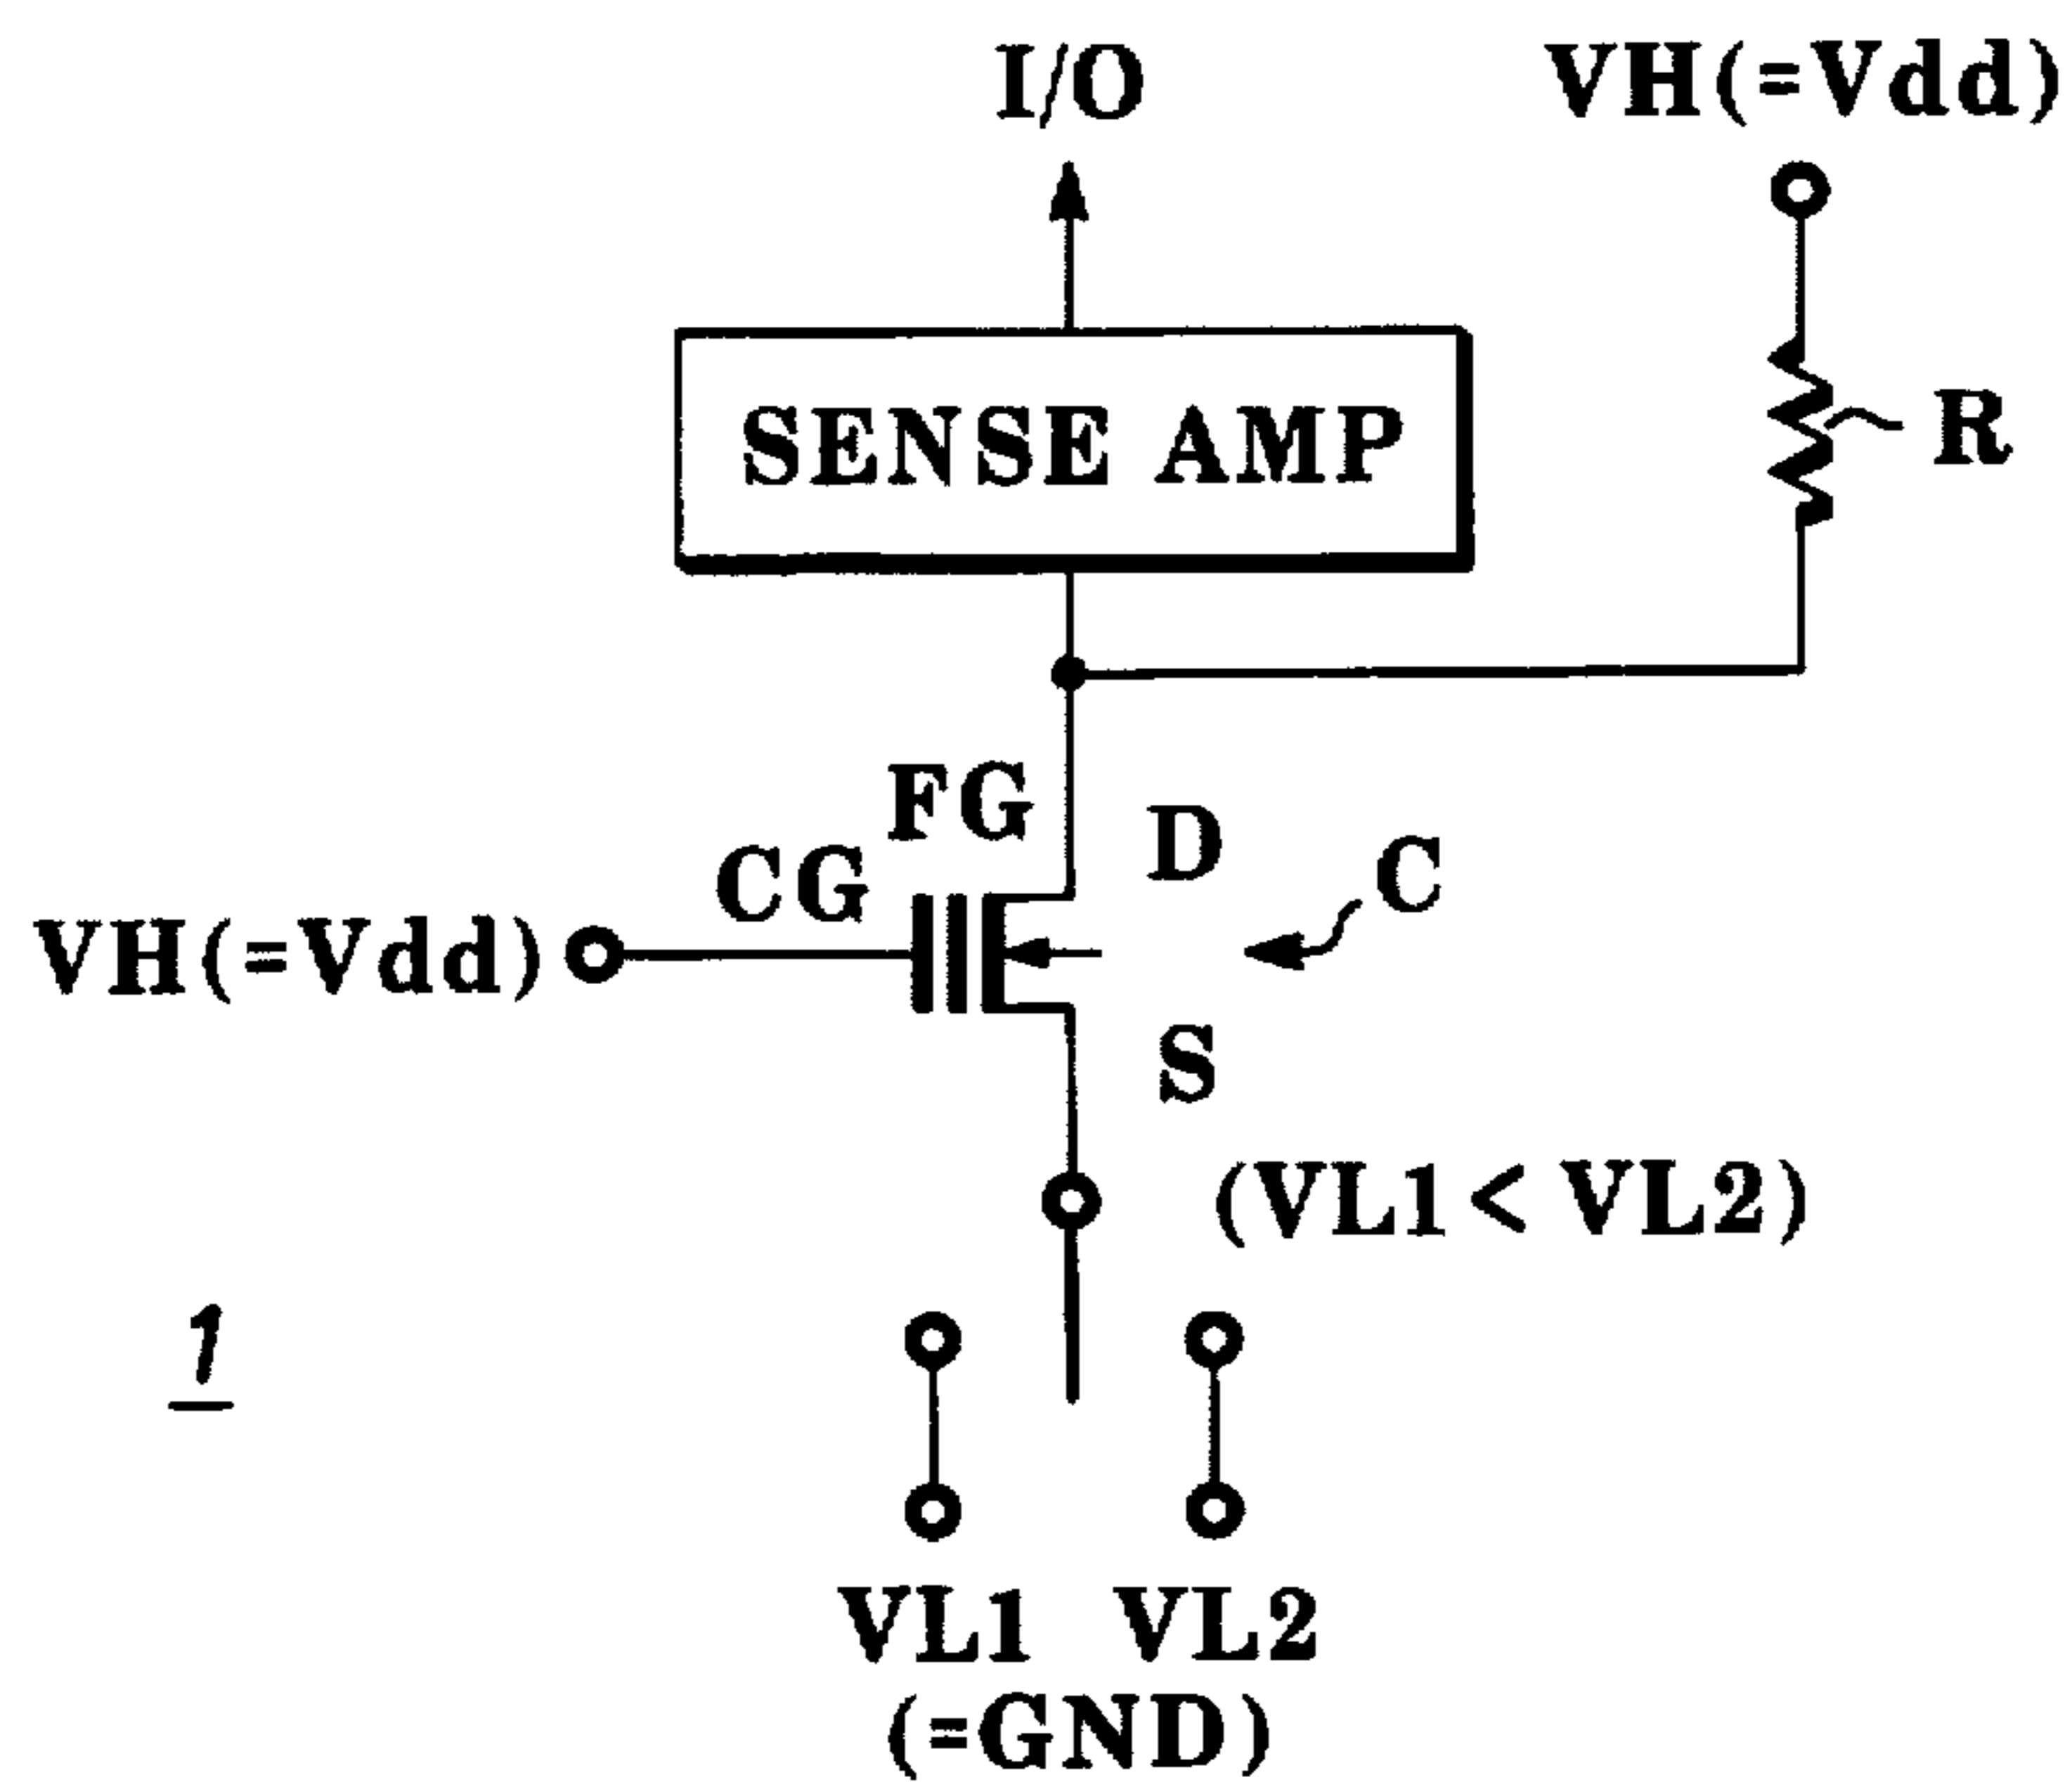 I/O
VH(=Vdd)
SENSE AMP
R
FG
D
C
CG
VH(=Vdd)
S
(VL1< VL2)
1
VL1 VL2
(=GND)